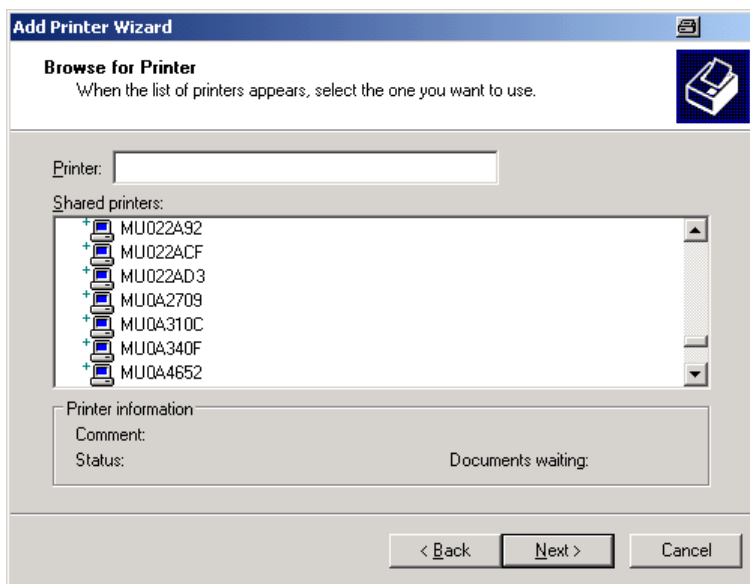 Add Printer Wizard
Browse for Printer
When the list of printers appears, select the one you want to use.
Printer:
Shared printers:
MU022A92
MU022ACF
MU022AD3
MU0A2709
MU0A310C
MU0A340F
MU0A4652
Printer information
Comment:
Status: Documents waiting:
< Back Next > Cancel